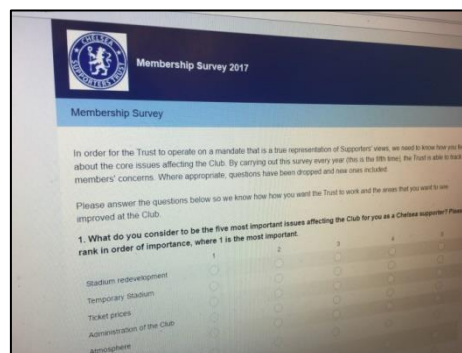 CHELSEA
SUPPORTERS TRUST
Membership Survey 2017
Membership Survey
In order for the Trust to operate on a mandate that is a true representation of Supporters' views, we need to know how you
about the core issues affecting the Club. By carrying out this survey every year (this is the fifth time), the Trust is able to track
members' concerns. Where appropriate, questions have been dropped and new ones included.
Please answer the questions below so we know how how you want the Trust to work and the areas that you want to see
improved at the Club.
1. What do you consider to be the five most important issues affecting the Club for you as a Chelsea supporter? Please
rank in order of importance, where 1 is the most important.
1 2 3 4 5
Stadium redevelopment
Temporary Stadium
Ticket prices
Administration of the Club
Atmosphere